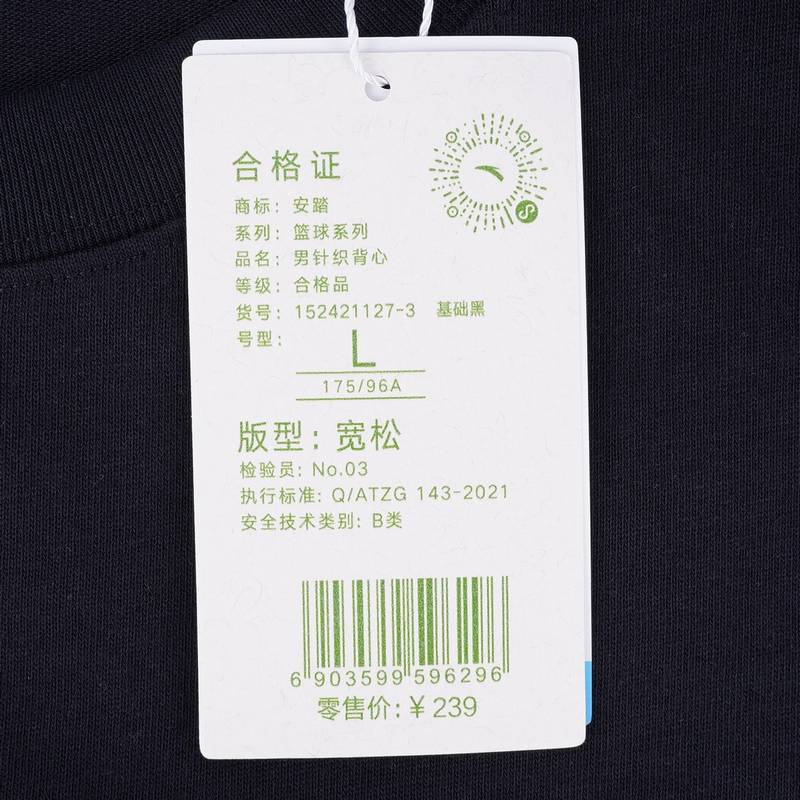 合格证
商标：安踏
系列：篮球系列
品名：男针织背心
等级：合格品
货号：152421127-3 基础黑
号型：
L
175/96A
版型：宽松
检验员：No.03
执行标准：Q/ATZG 143-2021
安全技术类别：B类
6 903599 596296
零售价：¥ 239